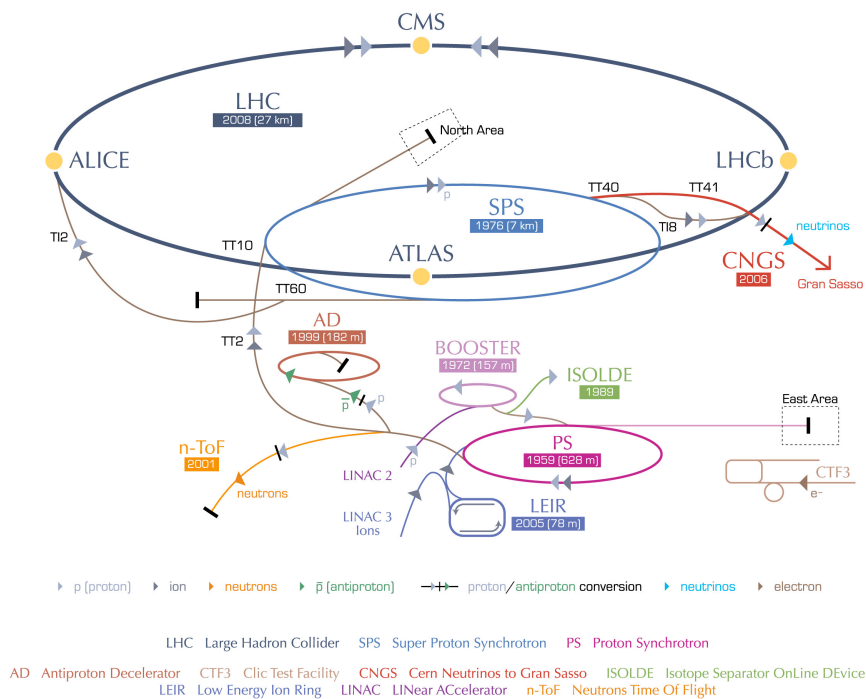 CMS
LHC
2008 (27 km)
North Area
ALICE
LHCb
TT40
TT41
p
SPS
1976 (7 km)
TI8
neutrinos
TI2
TT10
ATLAS
CNGS
2006
Gran Sasso
TT60
AD
1999 (182 m)
TT2
BOOSTER
1972 (157 m)
ISOLDE
1989
p̅
p
East Area
n-ToF
2001
PS
1959 (628 m)
p
LINAC 2
neutrons
CTF3
e-
LINAC 3
Ions
LEIR
2005 (78 m)
p (proton) ion neutrons p̅ (antiproton) proton/antiproton conversion neutrinos electron
LHC Large Hadron Collider SPS Super Proton Synchrotron PS Proton Synchrotron
AD Antiproton Decelerator CTF3 Clic Test Facility CNGS Cern Neutrinos to Gran Sasso ISOLDE Isotope Separator OnLine DEvice
LEIR Low Energy Ion Ring LINAC LINear ACcelerator n-ToF Neutrons Time Of Flight